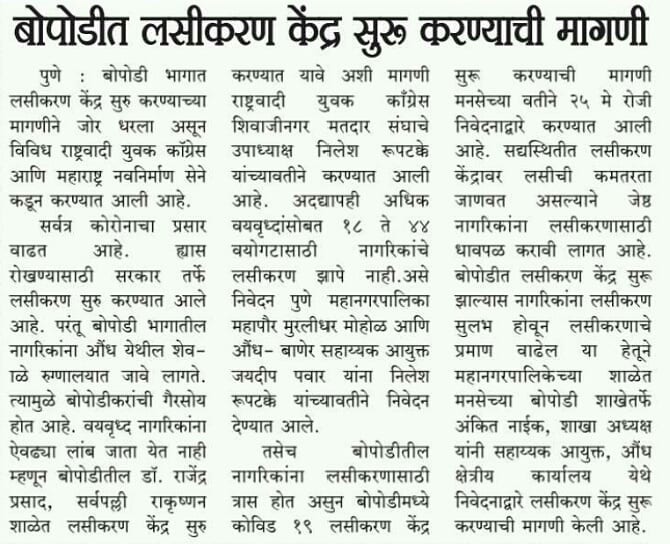 बोपोडीत लसीकरण केंद्र सुरू करण्याची मागणी
पुणे : बोपोडी भागात
लसीकरण केंद्र सुरु करण्याच्या
मागणीने जोर धरला असून
विविध राष्ट्रवादी युवक कॉंग्रेस
आणि महाराष्ट्र नवनिर्माण सेने
कडून करण्यात आली आहे.
सर्वत्र कोरोनाचा प्रसार
वाढत आहे. ह्यास
रोखण्यासाठी सरकार तर्फे
लसीकरण सुरु करण्यात आले
आहे. परंतू बोपोडी भागातील
नागरिकांना औंध येथील शेव-
ाळे रुग्णालयात जावे लागते.
त्यामुळे बोपोडीकरांची गैरसोय
होत आहे. वयवृध्द नागरिकांना
ऐवढ्या लांब जाता येत नाही
म्हणून बोपोडीतील डॉ. राजेंद्र
प्रसाद, सर्वपल्ली राकृष्णन
शाळेत लसीकरण केंद्र सुरु
करण्यात यावे अशी मागणी
राष्ट्रवादी युवक काँग्रेस
शिवाजीनगर मतदार संघाचे
उपाध्यक्ष निलेश रूपटक्के
यांच्यावतीने करण्यात आली
आहे. अदद्यापही अधिक
वयवृध्दांसोबत १८ ते ४४
वयोगटासाठी नागरिकांचे
लसीकरण झापे नाही.असे
निवेदन पुणे महानगरपालिका
महापौर मुरलीधर मोहोळ आणि
औंध- बाणेर सहाय्यक आयुक्त
जयदीप पवार यांना निलेश
रूपटक्के यांच्यावतीने निवेदन
देण्यात आले.
तसेच बोपोडीतील
नागरिकांना लसीकरणासाठी
त्रास होत असुन बोपोडीमध्ये
कोविड १९ लसीकरण केंद्र
सुरू करण्याची मागणी
मनसेच्या वतीने २५ मे रोजी
निवेदनाद्वारे करण्यात आली
आहे. सद्यस्थितीत लसीकरण
केंद्रावर लसीची कमतरता
जाणवत असल्याने जेष्ठ
नागरिकांना लसीकरणासाठी
धावपळ करावी लागत आहे.
बोपोडीत लसीकरण केंद्र सुरू
झाल्यास नागरिकांना लसीकरण
सुलभ होवून लसीकरणाचे
प्रमाण वाढेल या हेतूने
महानगरपालिकेच्या शाळेत
मनसेच्या बोपोडी शाखेतर्फे
अंकित नाईक, शाखा अध्यक्ष
यांनी सहाय्यक आयुक्त, औंध
क्षेत्रीय कार्यालय येथे
निवेदनाद्वारे लसीकरण केंद्र सुरू
करण्याची मागणी केली आहे.